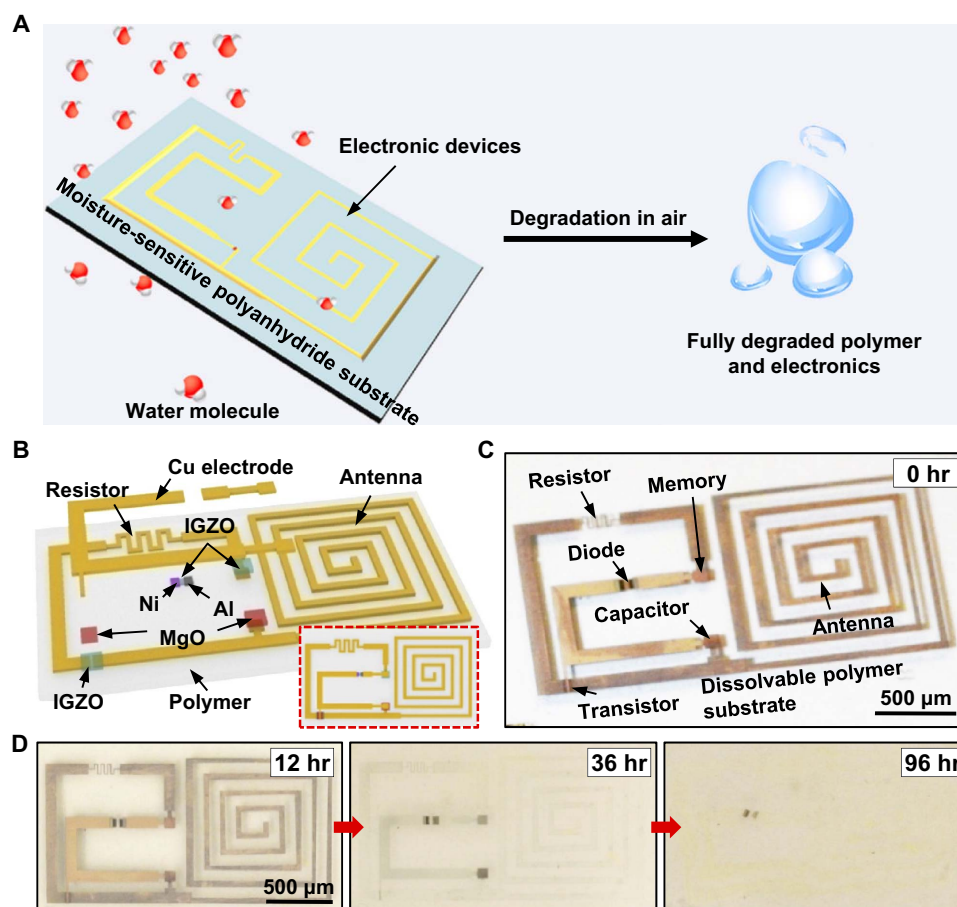 A
Electronic devices
Moisture-sensitive polyanhydride substrate
Water molecule
Degradation in air
Fully degraded polymer
and electronics
B
Cu electrode
Resistor
Antenna
IGZO
Ni
Al
MgO
IGZO
Polymer
C
0 hr
Resistor
Memory
Diode
Capacitor
Antenna
Dissolvable polymer
substrate
Transistor
500 µm
D
12 hr
500 µm
36 hr
96 hr